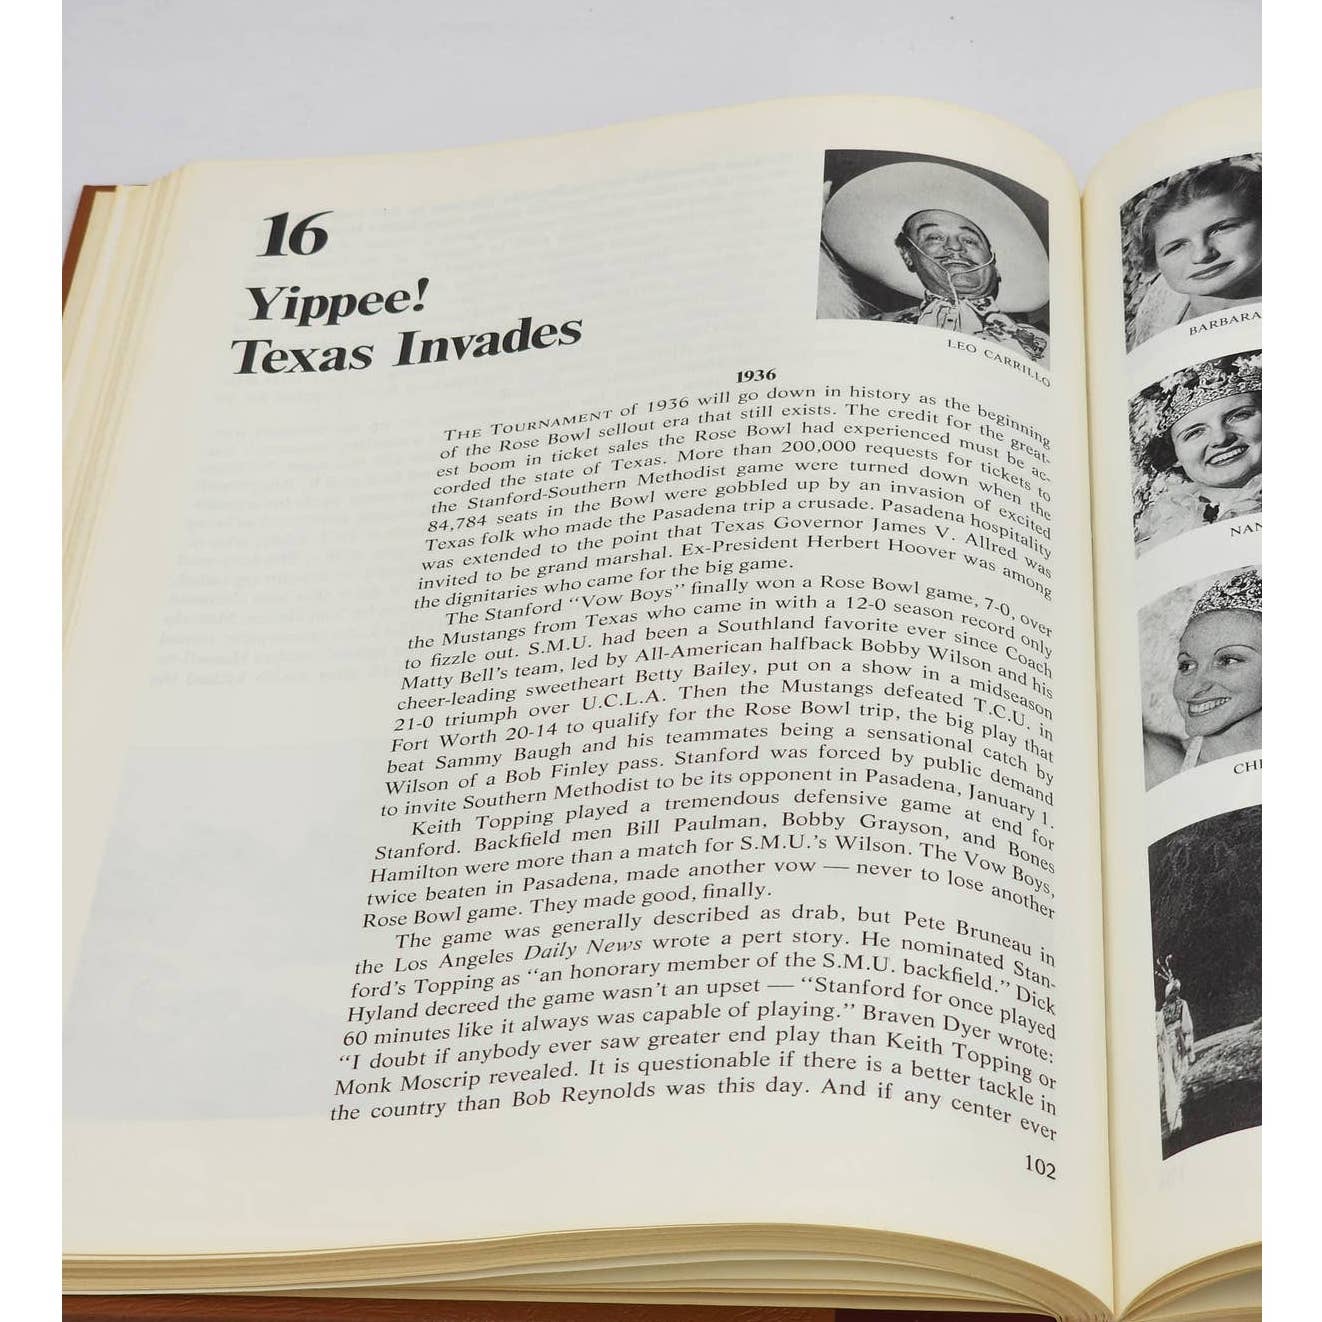 16
Yippee!
Texas Invades
LEO CARRILLO
1936
THE TOURNAMENT of 1936 will go down in history as the beginning
of the Rose Bowl sellout era that still exists. The credit for the great-
est boom in ticket sales the Rose Bowl had experienced must be ac-
corded the state of Texas. More than 200,000 requests for tickets to
the Stanford-Southern Methodist game were turned down when the
84,784 seats in the Bowl were gobbled up by an invasion of excited
Texas folk who made the Pasadena trip a crusade. Pasadena hospitality
was extended to the point that Texas Governor James V. Allred was
invited to be grand marshal. Ex-President Herbert Hoover was among
the dignitaries who came for the big game.
The Stanford “Vow Boys” finally won a Rose Bowl game, 7-0, over
the Mustangs from Texas who came in with a 12-0 season record only
to fizzle out. S.M.U. had been a Southland favorite ever since Coach
Matty Bell's team, led by All-American halfback Bobby Wilson and his
cheer-leading sweetheart Betty Bailey, put on a show in a midseason
21-0 triumph over U.C.L.A. Then the Mustangs defeated T.C.U. in
Fort Worth 20-14 to qualify for the Rose Bowl trip, the big play that
beat Sammy Baugh and his teammates being a sensational catch by
Wilson of a Bob Finley pass. Stanford was forced by public demand
to invite Southern Methodist to be its opponent in Pasadena, January 1.
Keith Topping played a tremendous defensive game at end for
Stanford. Backfield men Bill Paulman, Bobby Grayson, and Bones
Hamilton were more than a match for S.M.U.'s Wilson. The Vow Boys,
twice beaten in Pasadena, made another vow — never to lose another
Rose Bowl game. They made good, finally.
The game was generally described as drab, but Pete Bruneau in
the Los Angeles Daily News wrote a pert story. He nominated Stan-
ford's Topping as “an honorary member of the S.M.U. backfield.” Dick
Hyland decreed the game wasn't an upset — “Stanford for once played
60 minutes like it always was capable of playing.” Braven Dyer wrote:
“I doubt if anybody ever saw greater end play than Keith Topping or
Monk Moscrip revealed. It is questionable if there is a better tackle in
the country than Bob Reynolds was this day. And if any center ever
102
BARBARA
NAN
CH